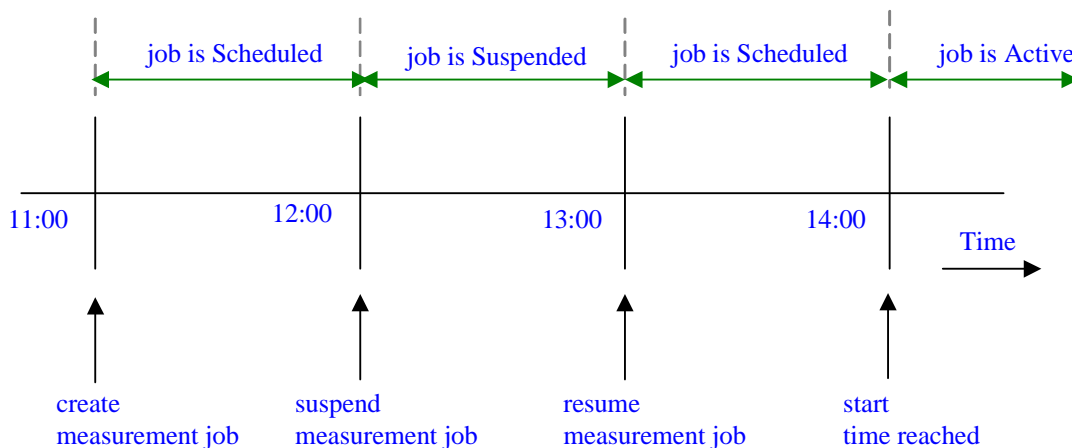 job is Scheduled
job is Suspended
job is Scheduled
job is Active
11:00
12:00
13:00
14:00
Time
create
measurement job
suspend
measurement job
resume
measurement job
start
time reached